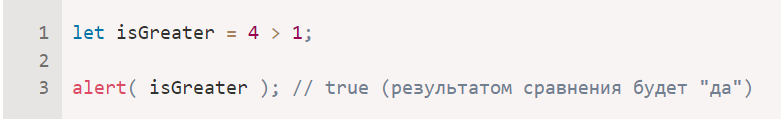 1 let isGreater = 4 > 1;
2
3 alert( isGreater ); // true (результатом сравнения будет "да")